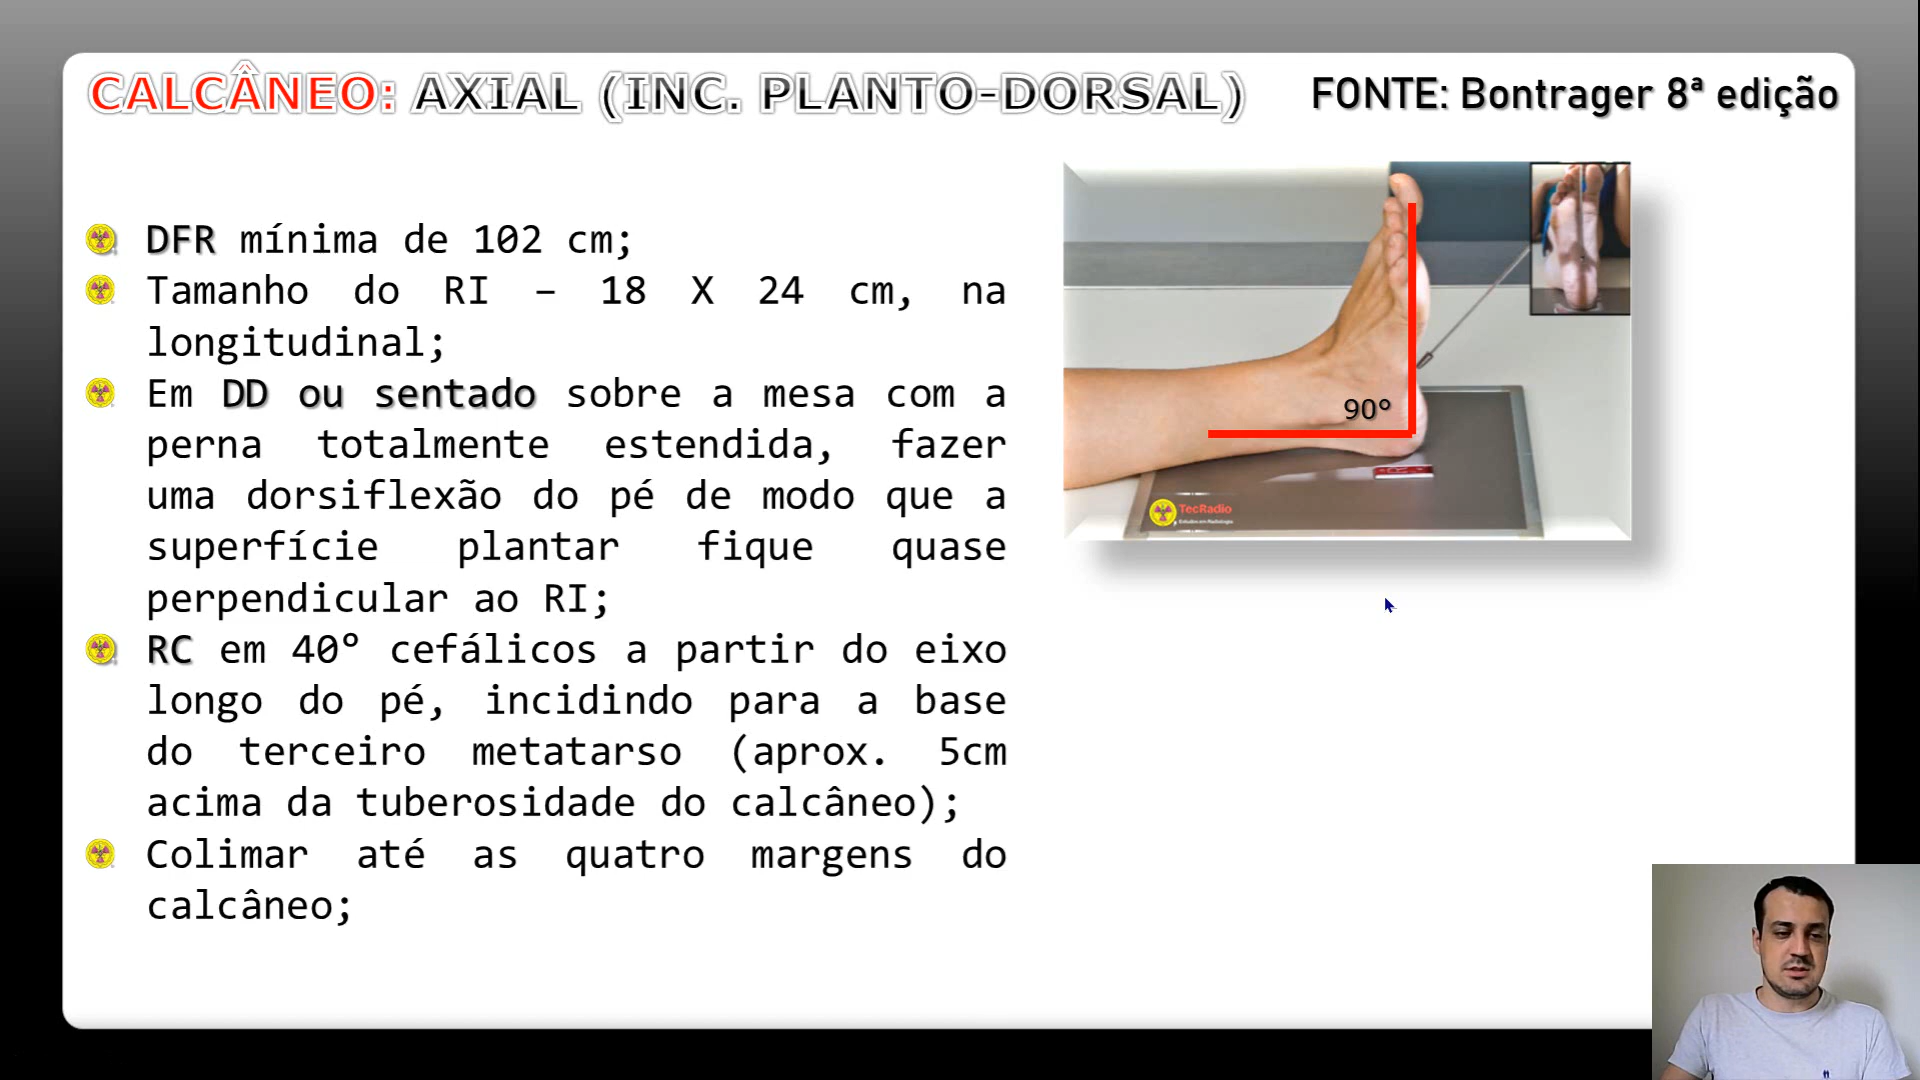 CALCÂNEO: AXIAL (INC. PLANTO-DORSAL)
FONTE: Bontrager 8ª edição
DFR mínima de 102 cm;
Tamanho do RI – 18 X 24 cm, na
longitudinal;
Em DD ou sentado sobre a mesa com a
perna totalmente estendida, fazer
uma dorsiflexão do pé de modo que a
superfície plantar fique quase
perpendicular ao RI;
RC em 40° cefálicos a partir do eixo
longo do pé, incidindo para a base
do terceiro metatarso (aprox. 5cm
acima da tuberosidade do calcâneo);
Colimar até as quatro margens do
calcâneo;
90°
TecRadio
Estudos em Radiologia